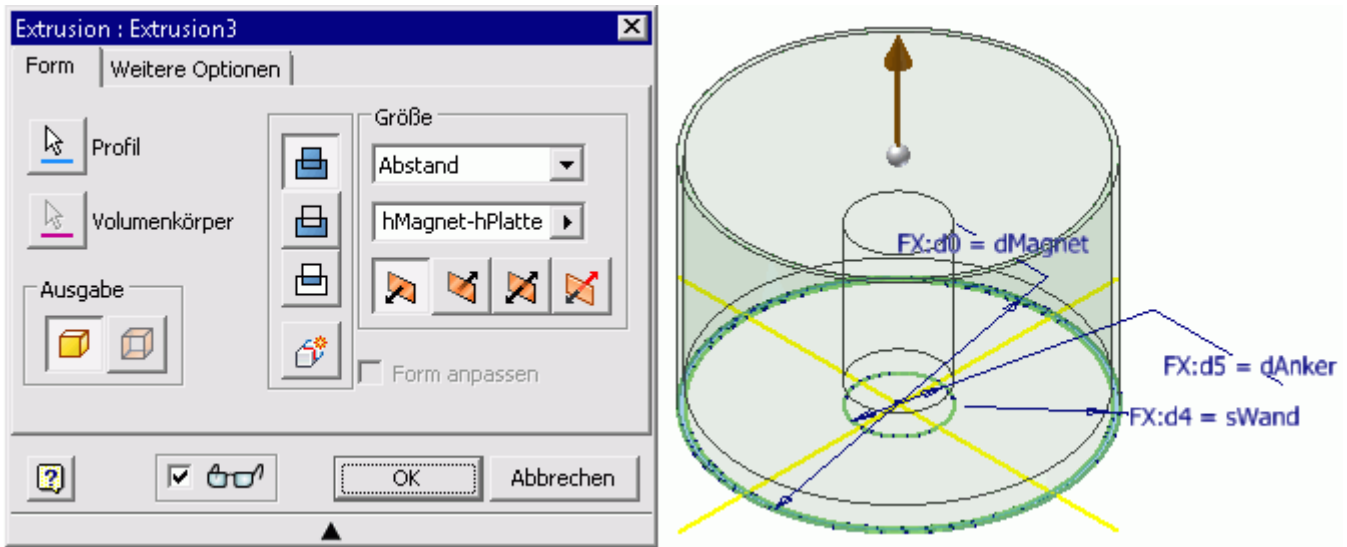 Extrusion : Extrusion3
Form
Weitere Optionen
Profil
Volumenkörper
Ausgabe
Größe
Abstand
hMagnet-hPlatte
Form anpassen
OK
Abbrechen
FX:d0 = dMagnet
FX:d5 = dAnker
FX:d4 = sWand